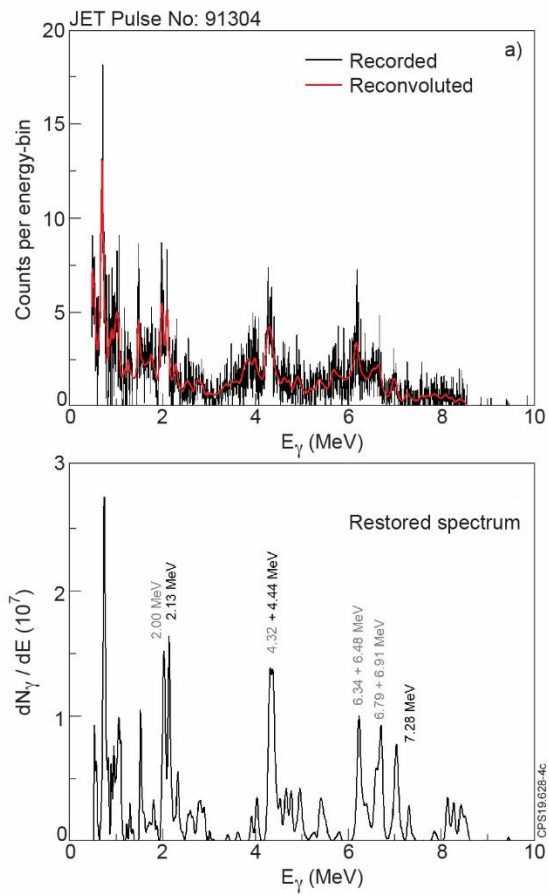 JET Pulse No: 91304
20
15
10
5
0
Counts per energy-bin
a)
Recorded
Reconvoluted
0 2 4 6 8 10
Eγ (MeV)
3
2
1
0
dNγ / dE (10⁷)
Restored spectrum
2.00 MeV
2.13 MeV
4.32 + 4.44 MeV
6.34 + 6.48 MeV
6.79 + 6.91 MeV
7.28 MeV
0 2 4 6 8 10
Eγ (MeV)
CPS19.628-4c